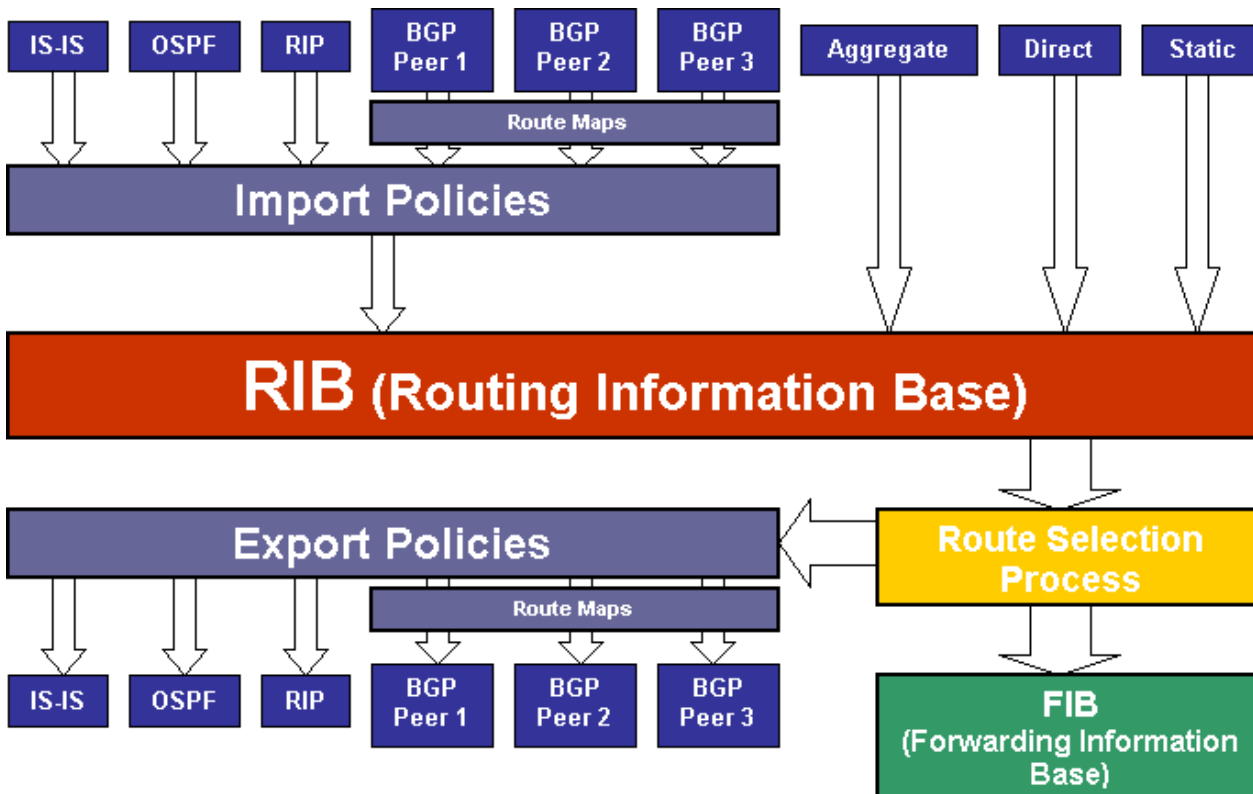 IS-IS
OSPF
RIP
BGP
Peer 1
BGP
Peer 2
BGP
Peer 3
Aggregate
Direct
Static
Route Maps
Import Policies
RIB (Routing Information Base)
Export Policies
Route Selection
Process
Route Maps
IS-IS
OSPF
RIP
BGP
Peer 1
BGP
Peer 2
BGP
Peer 3
FIB
(Forwarding Information
Base)